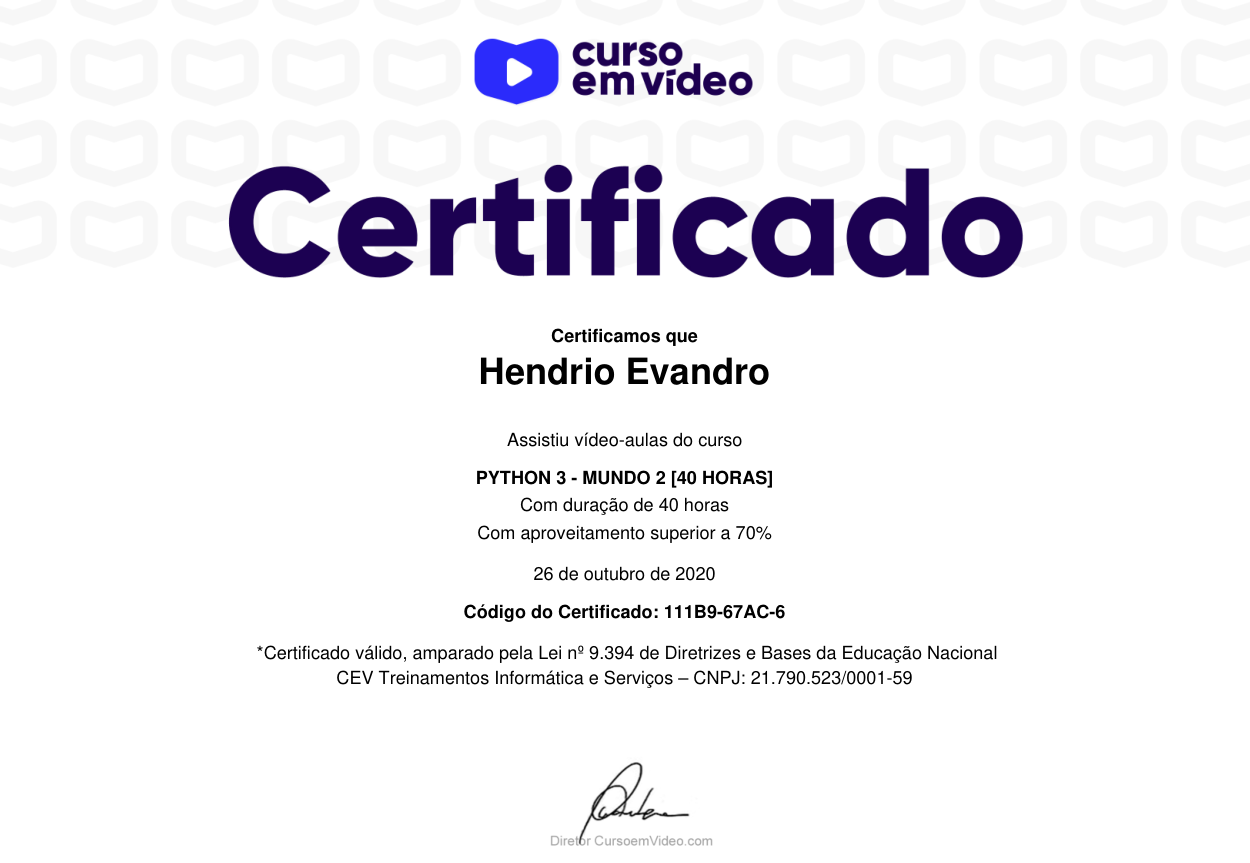 curso
em vídeo
Certificado
Certificamos que
Hendrio Evandro
Assistiu vídeo-aulas do curso
PYTHON 3 - MUNDO 2 [40 HORAS]
Com duração de 40 horas
Com aproveitamento superior a 70%
26 de outubro de 2020
Código do Certificado: 111B9-67AC-6
*Certificado válido, amparado pela Lei nº 9.394 de Diretrizes e Bases da Educação Nacional
CEV Treinamentos Informática e Serviços – CNPJ: 21.790.523/0001-59
Diretor CursoemVideo.com